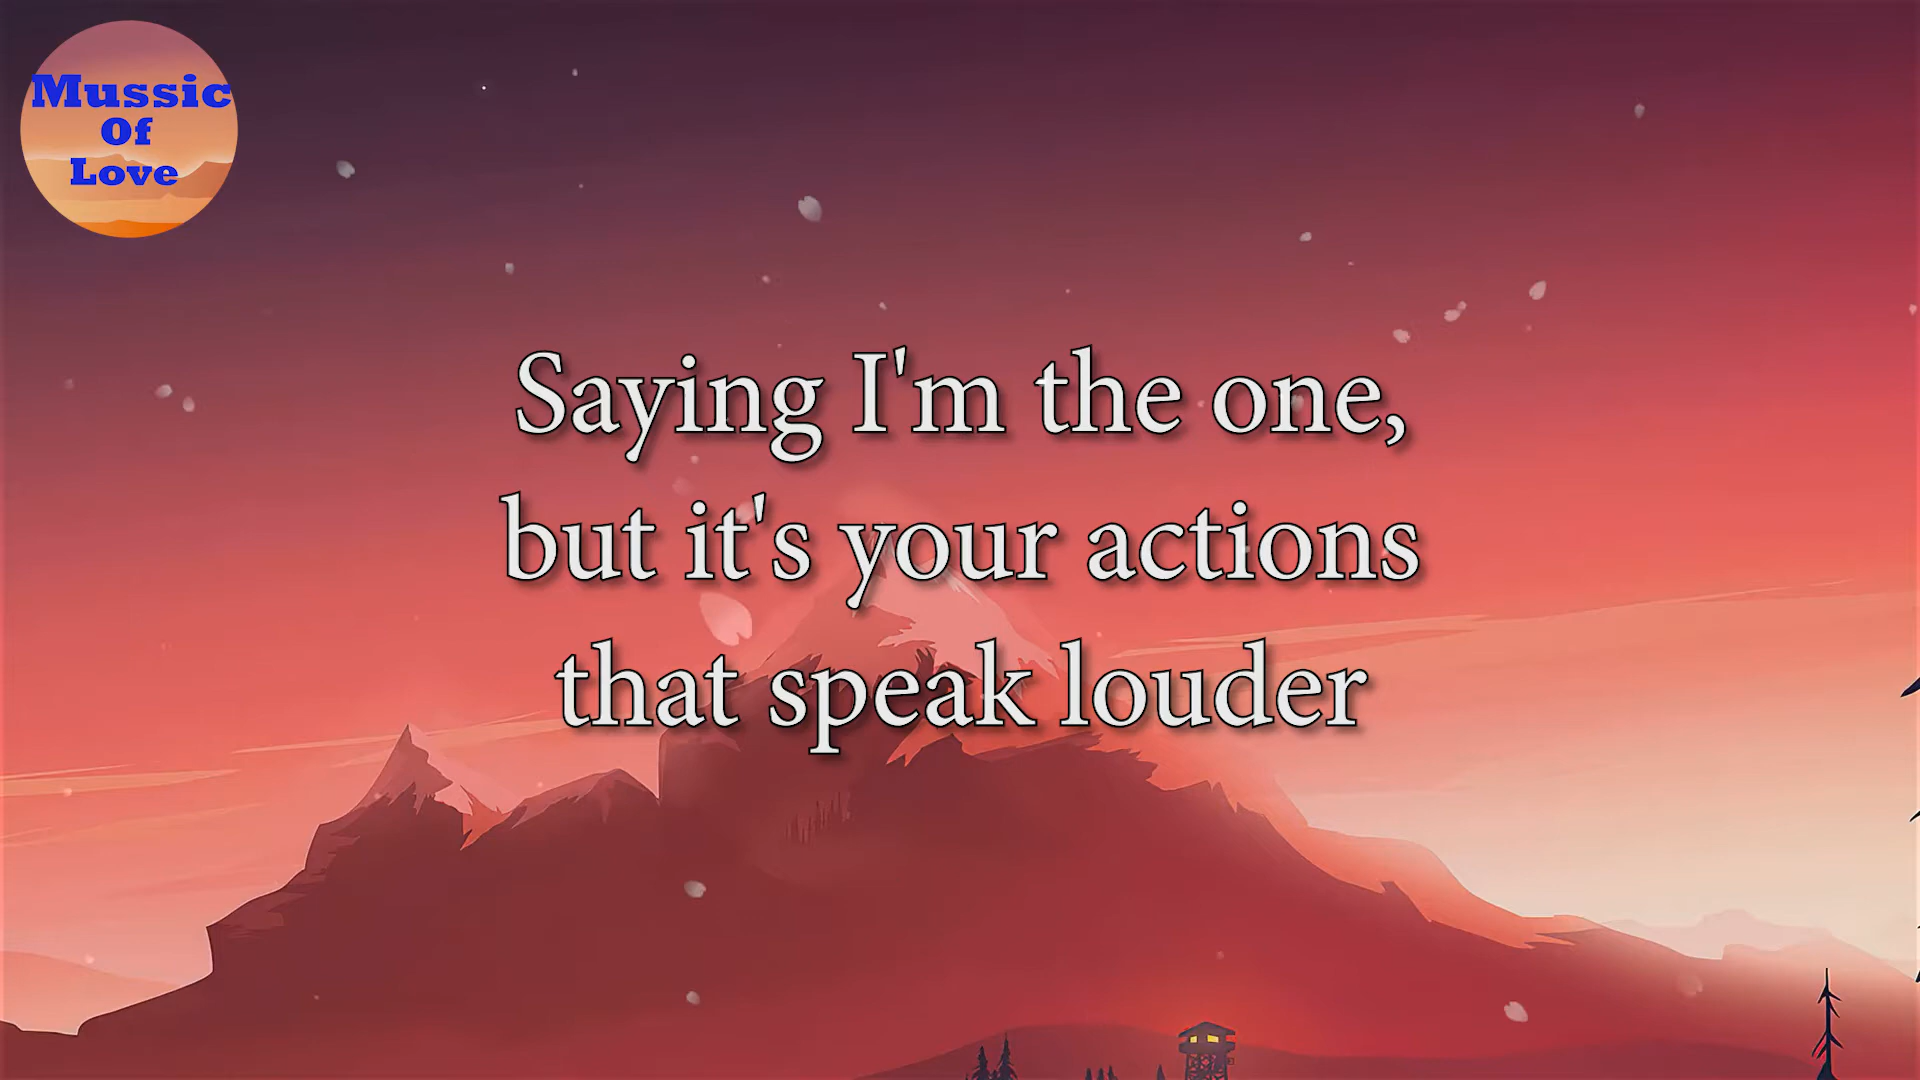 Mussic
Of
Love
Saying I'm the one,
but it's your actions
that speak louder